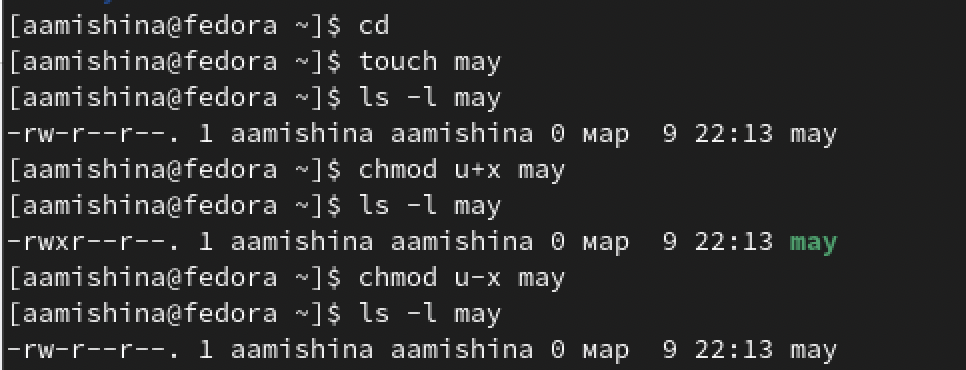 [aamishina@fedora ~]$ cd
[aamishina@fedora ~]$ touch may
[aamishina@fedora ~]$ ls -l may
-rw-r--r--. 1 aamishina aamishina 0 мар  9 22:13 may
[aamishina@fedora ~]$ chmod u+x may
[aamishina@fedora ~]$ ls -l may
-rwxr--r--. 1 aamishina aamishina 0 мар  9 22:13 may
[aamishina@fedora ~]$ chmod u-x may
[aamishina@fedora ~]$ ls -l may
-rw-r--r--. 1 aamishina aamishina 0 мар  9 22:13 may